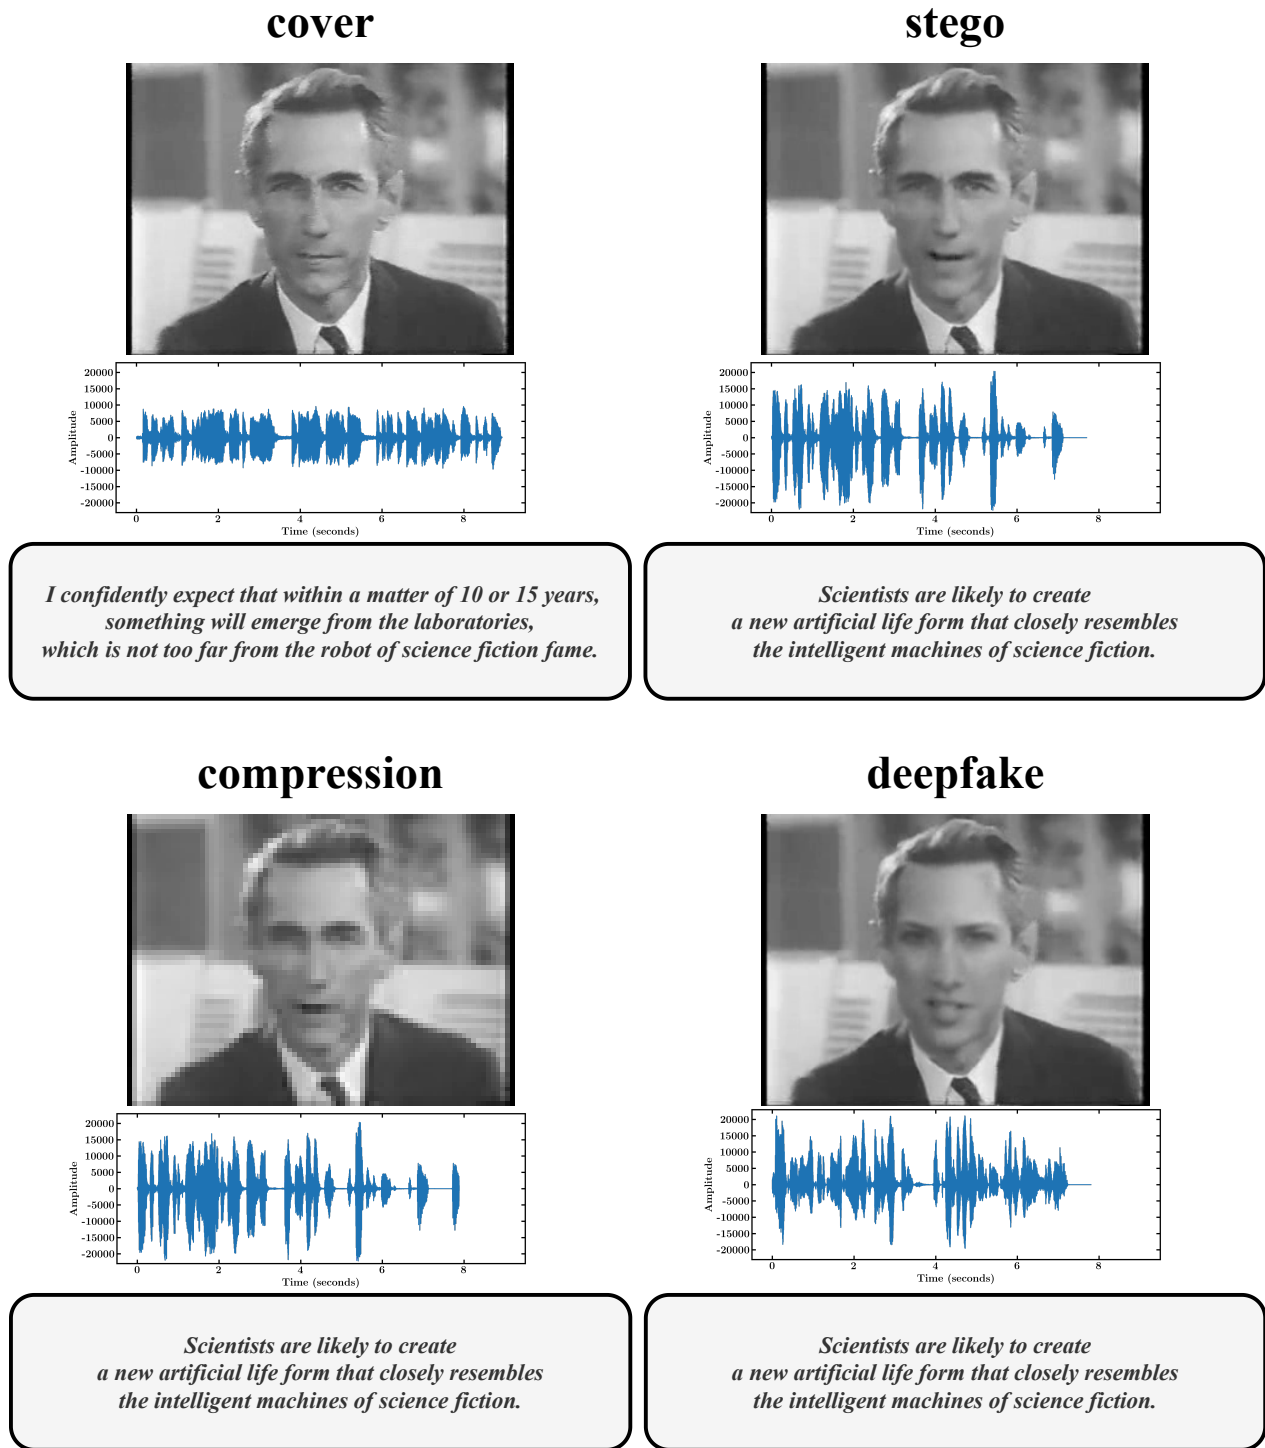 cover
20000
15000
10000
5000
0
-5000
-10000
-15000
-20000
Amplitude
0 2 4 6 8
Time (seconds)
I confidently expect that within a matter of 10 or 15 years,
something will emerge from the laboratories,
which is not too far from the robot of science fiction fame.
stego
20000
15000
10000
5000
0
-5000
-10000
-15000
-20000
Amplitude
0 2 4 6 8
Time (seconds)
Scientists are likely to create
a new artificial life form that closely resembles
the intelligent machines of science fiction.
compression
20000
15000
10000
5000
0
-5000
-10000
-15000
-20000
Amplitude
0 2 4 6 8
Time (seconds)
Scientists are likely to create
a new artificial life form that closely resembles
the intelligent machines of science fiction.
deepfake
20000
15000
10000
5000
0
-5000
-10000
-15000
-20000
Amplitude
0 2 4 6 8
Time (seconds)
Scientists are likely to create
a new artificial life form that closely resembles
the intelligent machines of science fiction.